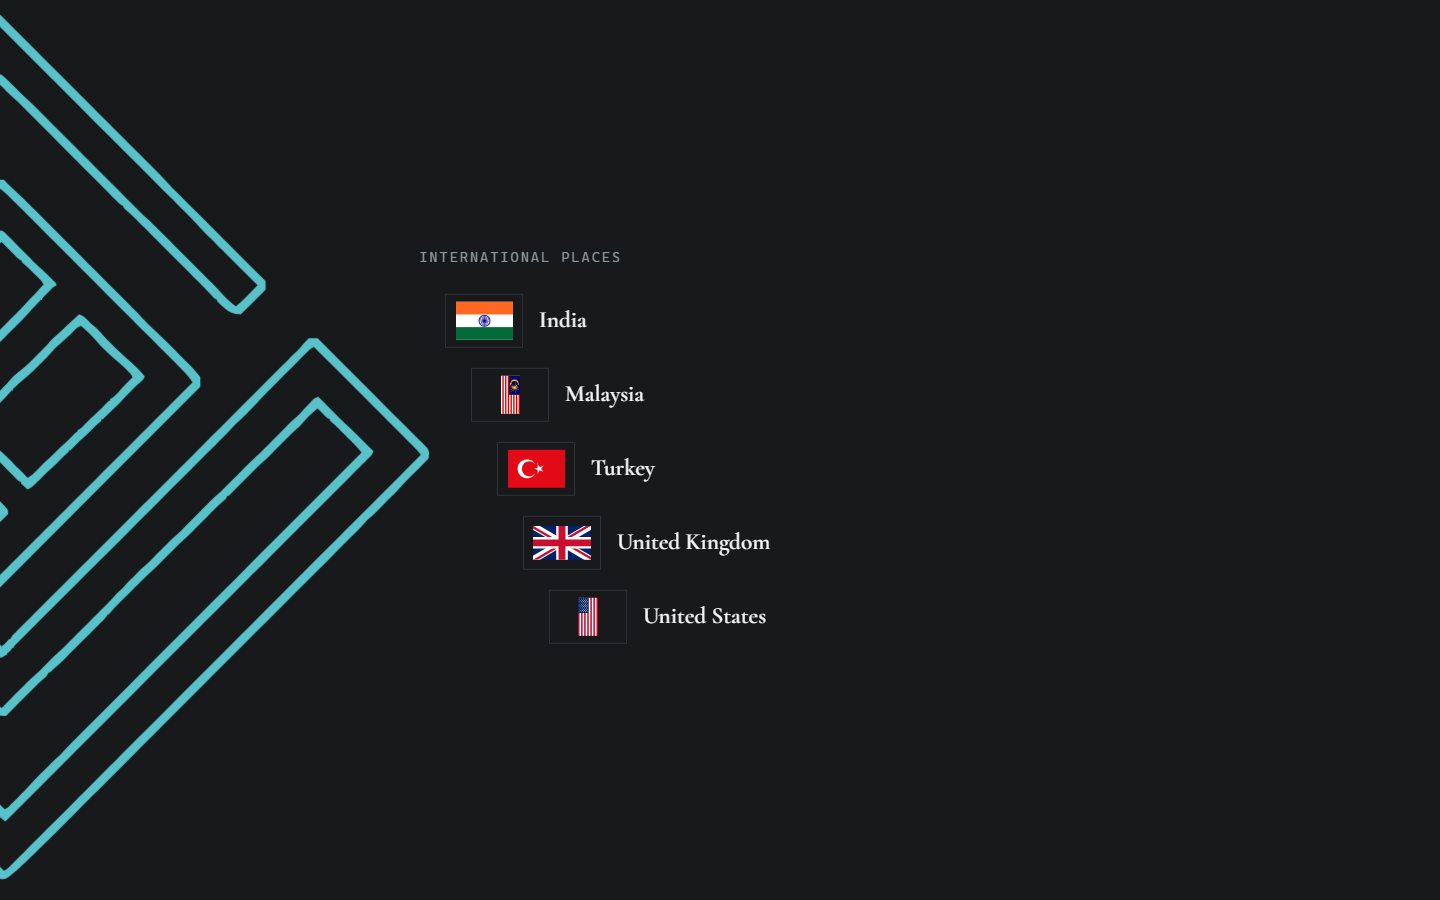 INTERNATIONAL PLACES
India
Malaysia
Turkey
United Kingdom
United States